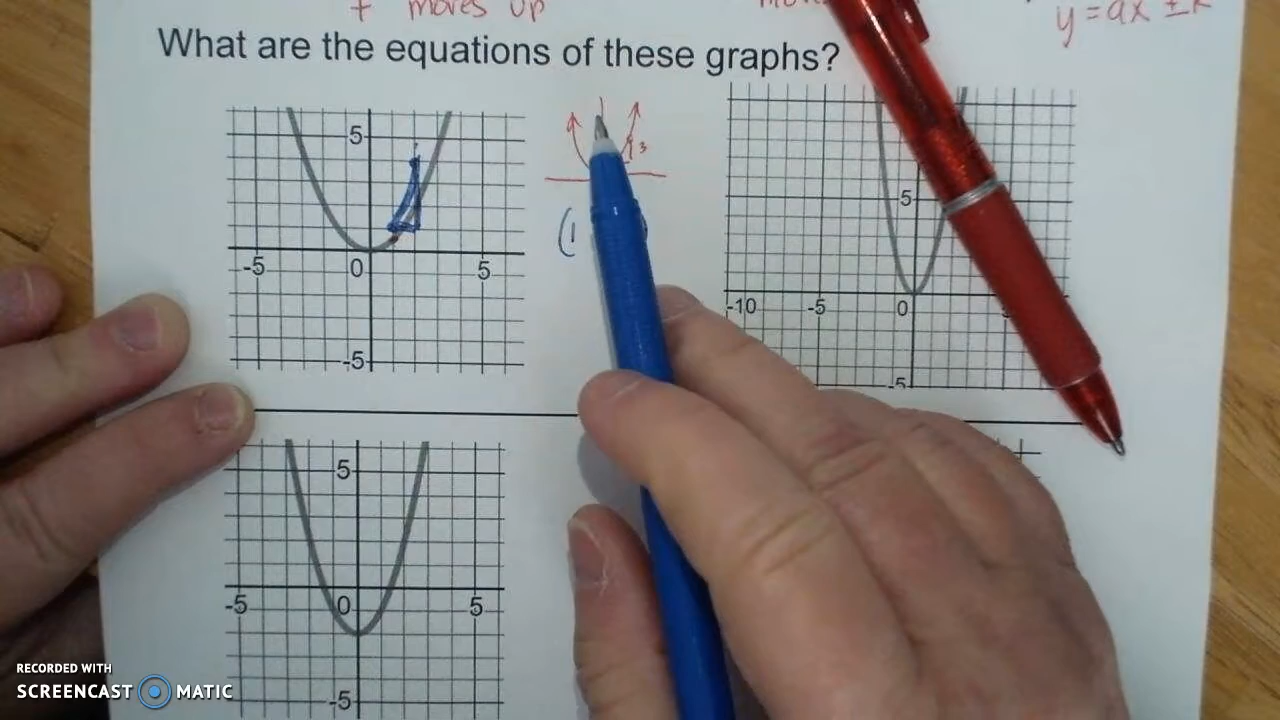 + moves up
y = ax ±k
What are the equations of these graphs?
5
-5 0 5
-5
3
(1
5
-10 -5 0
-5
5
-5 0 5
-5
RECORDED WITH
SCREENCAST MATIC